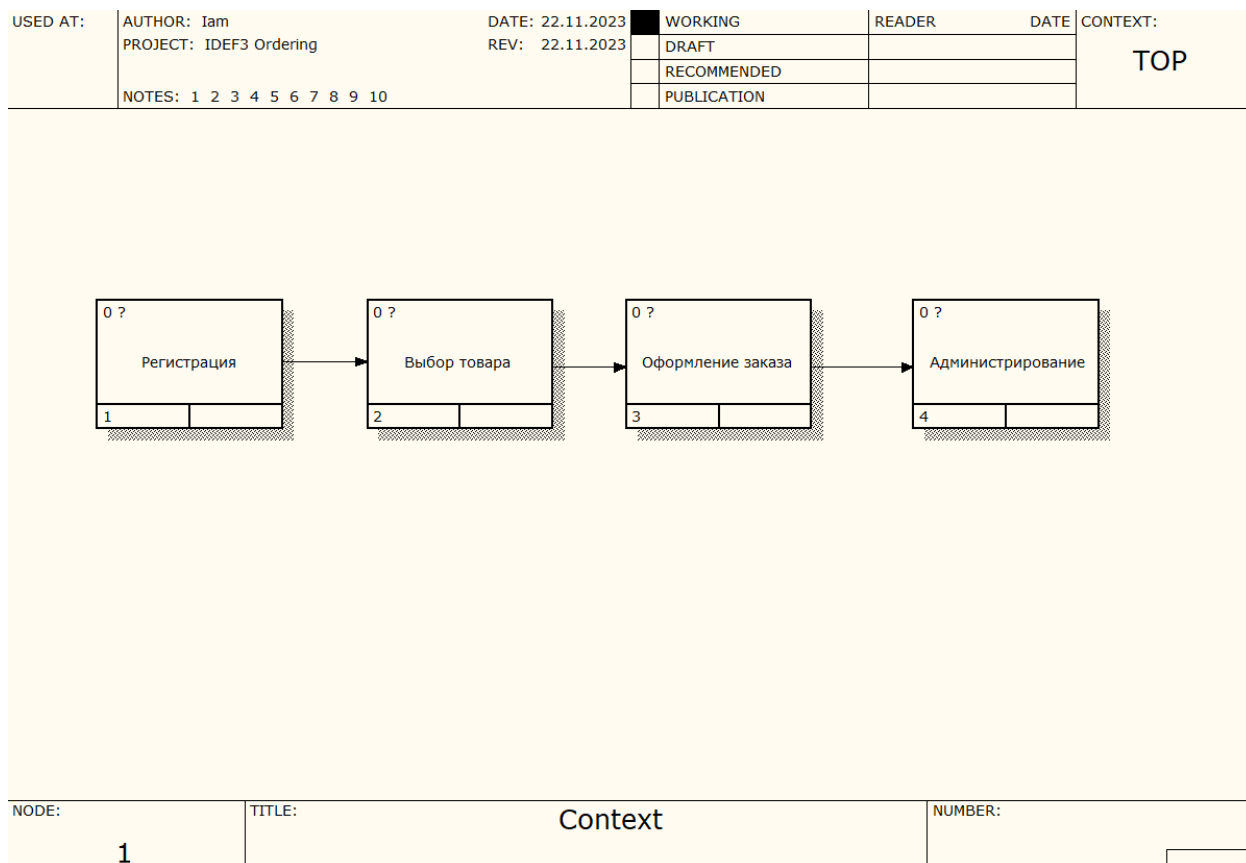 USED AT:
AUTHOR: Iam
DATE: 22.11.2023
PROJECT: IDEF3 Ordering
REV: 22.11.2023
NOTES: 1 2 3 4 5 6 7 8 9 10
WORKING
DRAFT
RECOMMENDED
PUBLICATION
READER DATE
CONTEXT:
TOP
0 ?
Регистрация
1
0 ?
Выбор товара
2
0 ?
Оформление заказа
3
0 ?
Администрирование
4
NODE:
1
TITLE:
Context
NUMBER: